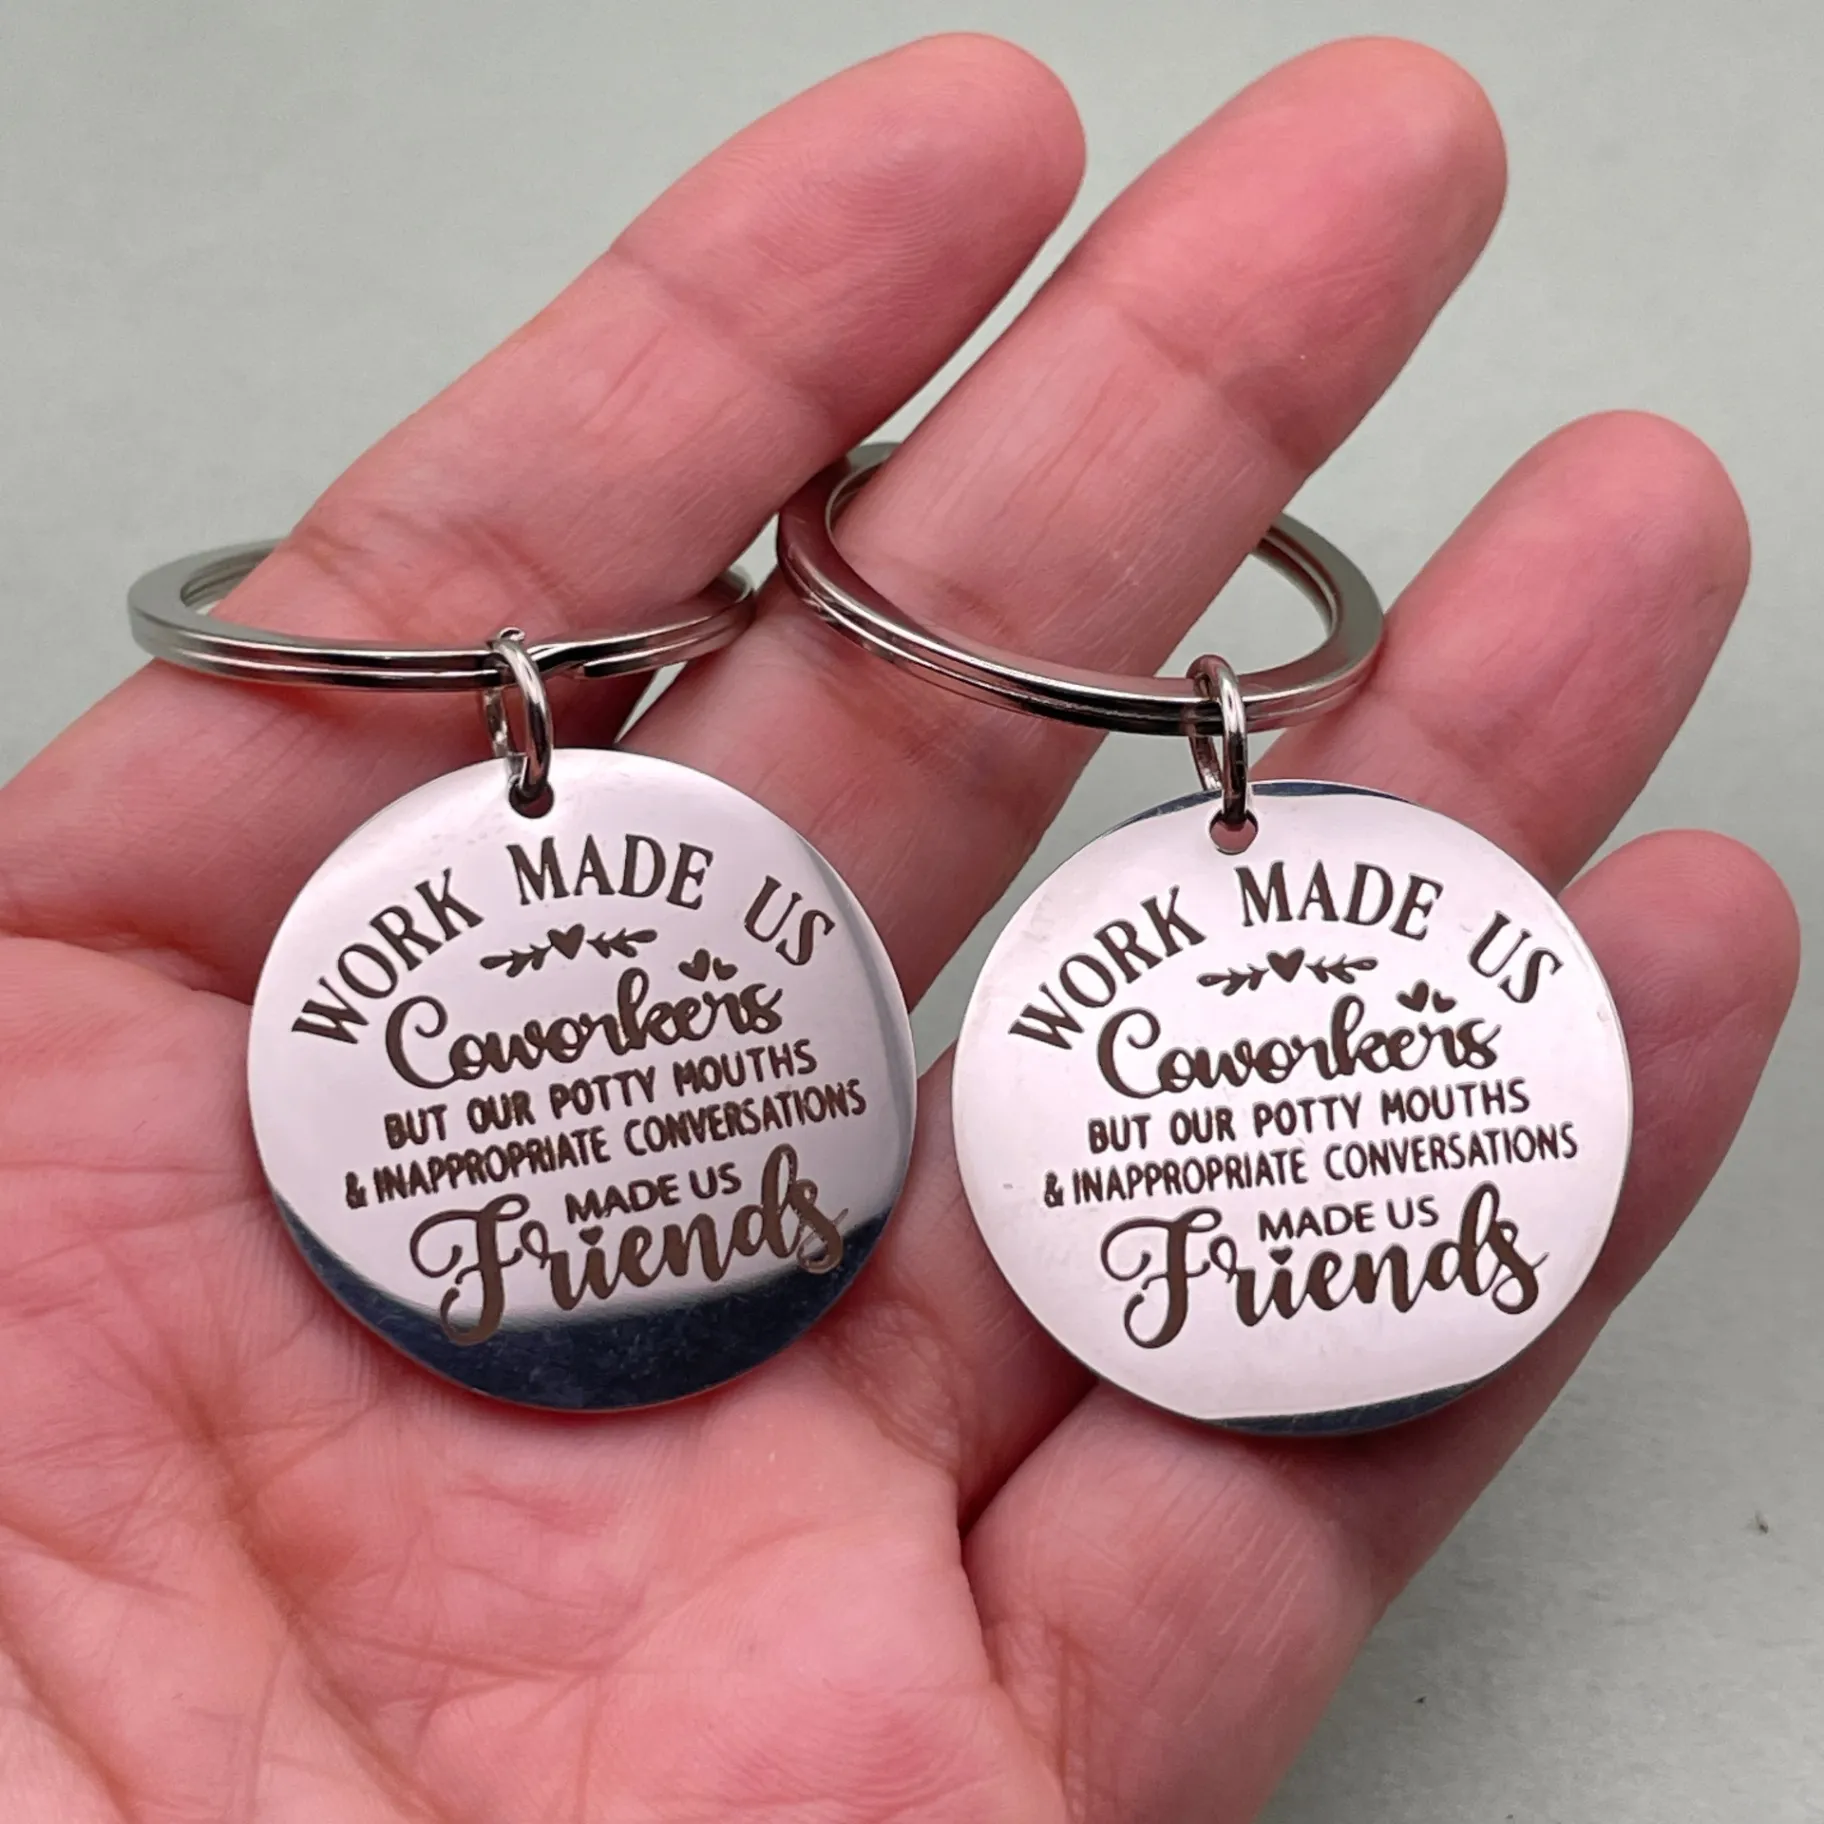 WORK MADE US
Coworkers
BUT OUR POTTY MOUTHS
& INAPPROPRIATE CONVERSATIONS
MADE US
Friends
WORK MADE US
Coworkers
BUT OUR POTTY MOUTHS
& INAPPROPRIATE CONVERSATIONS
MADE US
Friends